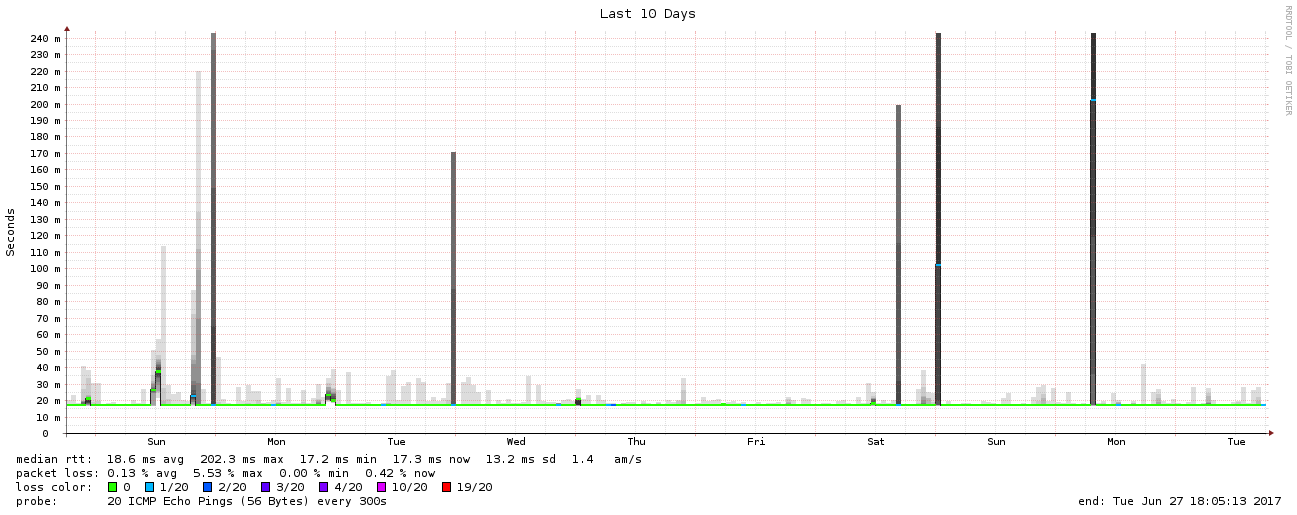 Last 10 Days
RRDTOOL / TOBI OETIKER
Seconds
240 m
230 m
220 m
210 m
200 m
190 m
180 m
170 m
160 m
150 m
140 m
130 m
120 m
110 m
100 m
90 m
80 m
70 m
60 m
50 m
40 m
30 m
20 m
10 m
0
Sun Mon Tue Wed Thu Fri Sat Sun Mon Tue
median rtt: 18.6 ms avg 202.3 ms max 17.2 ms min 17.3 ms now 13.2 ms sd 1.4 am/s
packet loss: 0.13 % avg 5.53 % max 0.00 % min 0.42 % now
loss color: 0 1/20 2/20 3/20 4/20 10/20 19/20
probe: 20 ICMP Echo Pings (56 Bytes) every 300s end: Tue Jun 27 18:05:13 2017